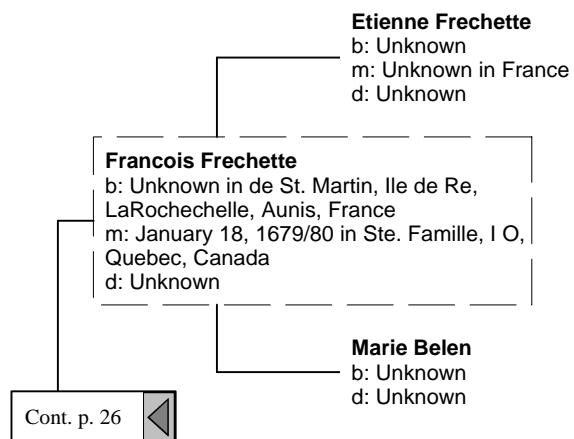 Etienne Frechette
b: Unknown
m: Unknown in France
d: Unknown
Francois Frechette
b: Unknown in de St. Martin, Ile de Re,
LaRochechelle, Aunis, France
m: January 18, 1679/80 in Ste. Famille, I O,
Quebec, Canada
d: Unknown
Marie Belen
b: Unknown
d: Unknown
Cont. p. 26